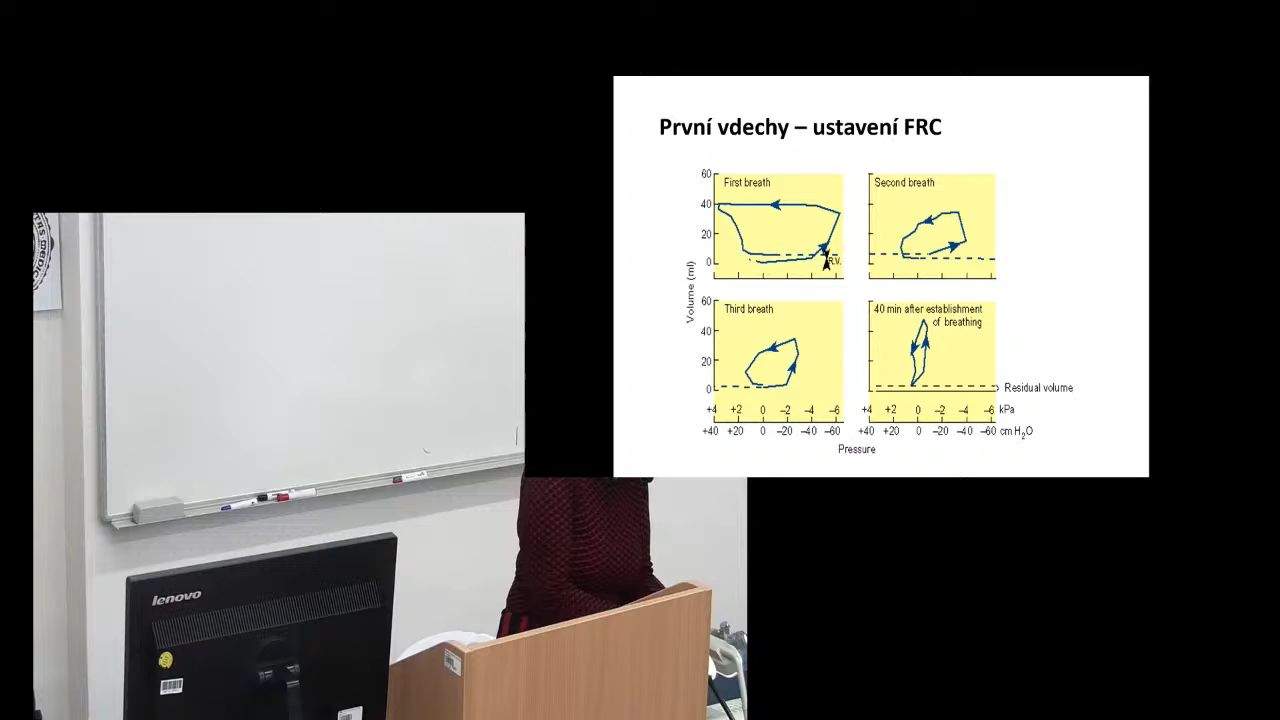 První vdechy – ustavení FRC
60
First breath
40
20
0
R.V.
Second breath
Volume (ml)
60
Third breath
40
20
0
40 min after establishment
of breathing
Residual volume
+4 +2 0 –2 –4 –6
+4 +2 0 –2 –4 –6 kPa
+40 +20 0 –20 –40 –60
+40 +20 0 –20 –40 –60 cm H₂O
Pressure
lenovo